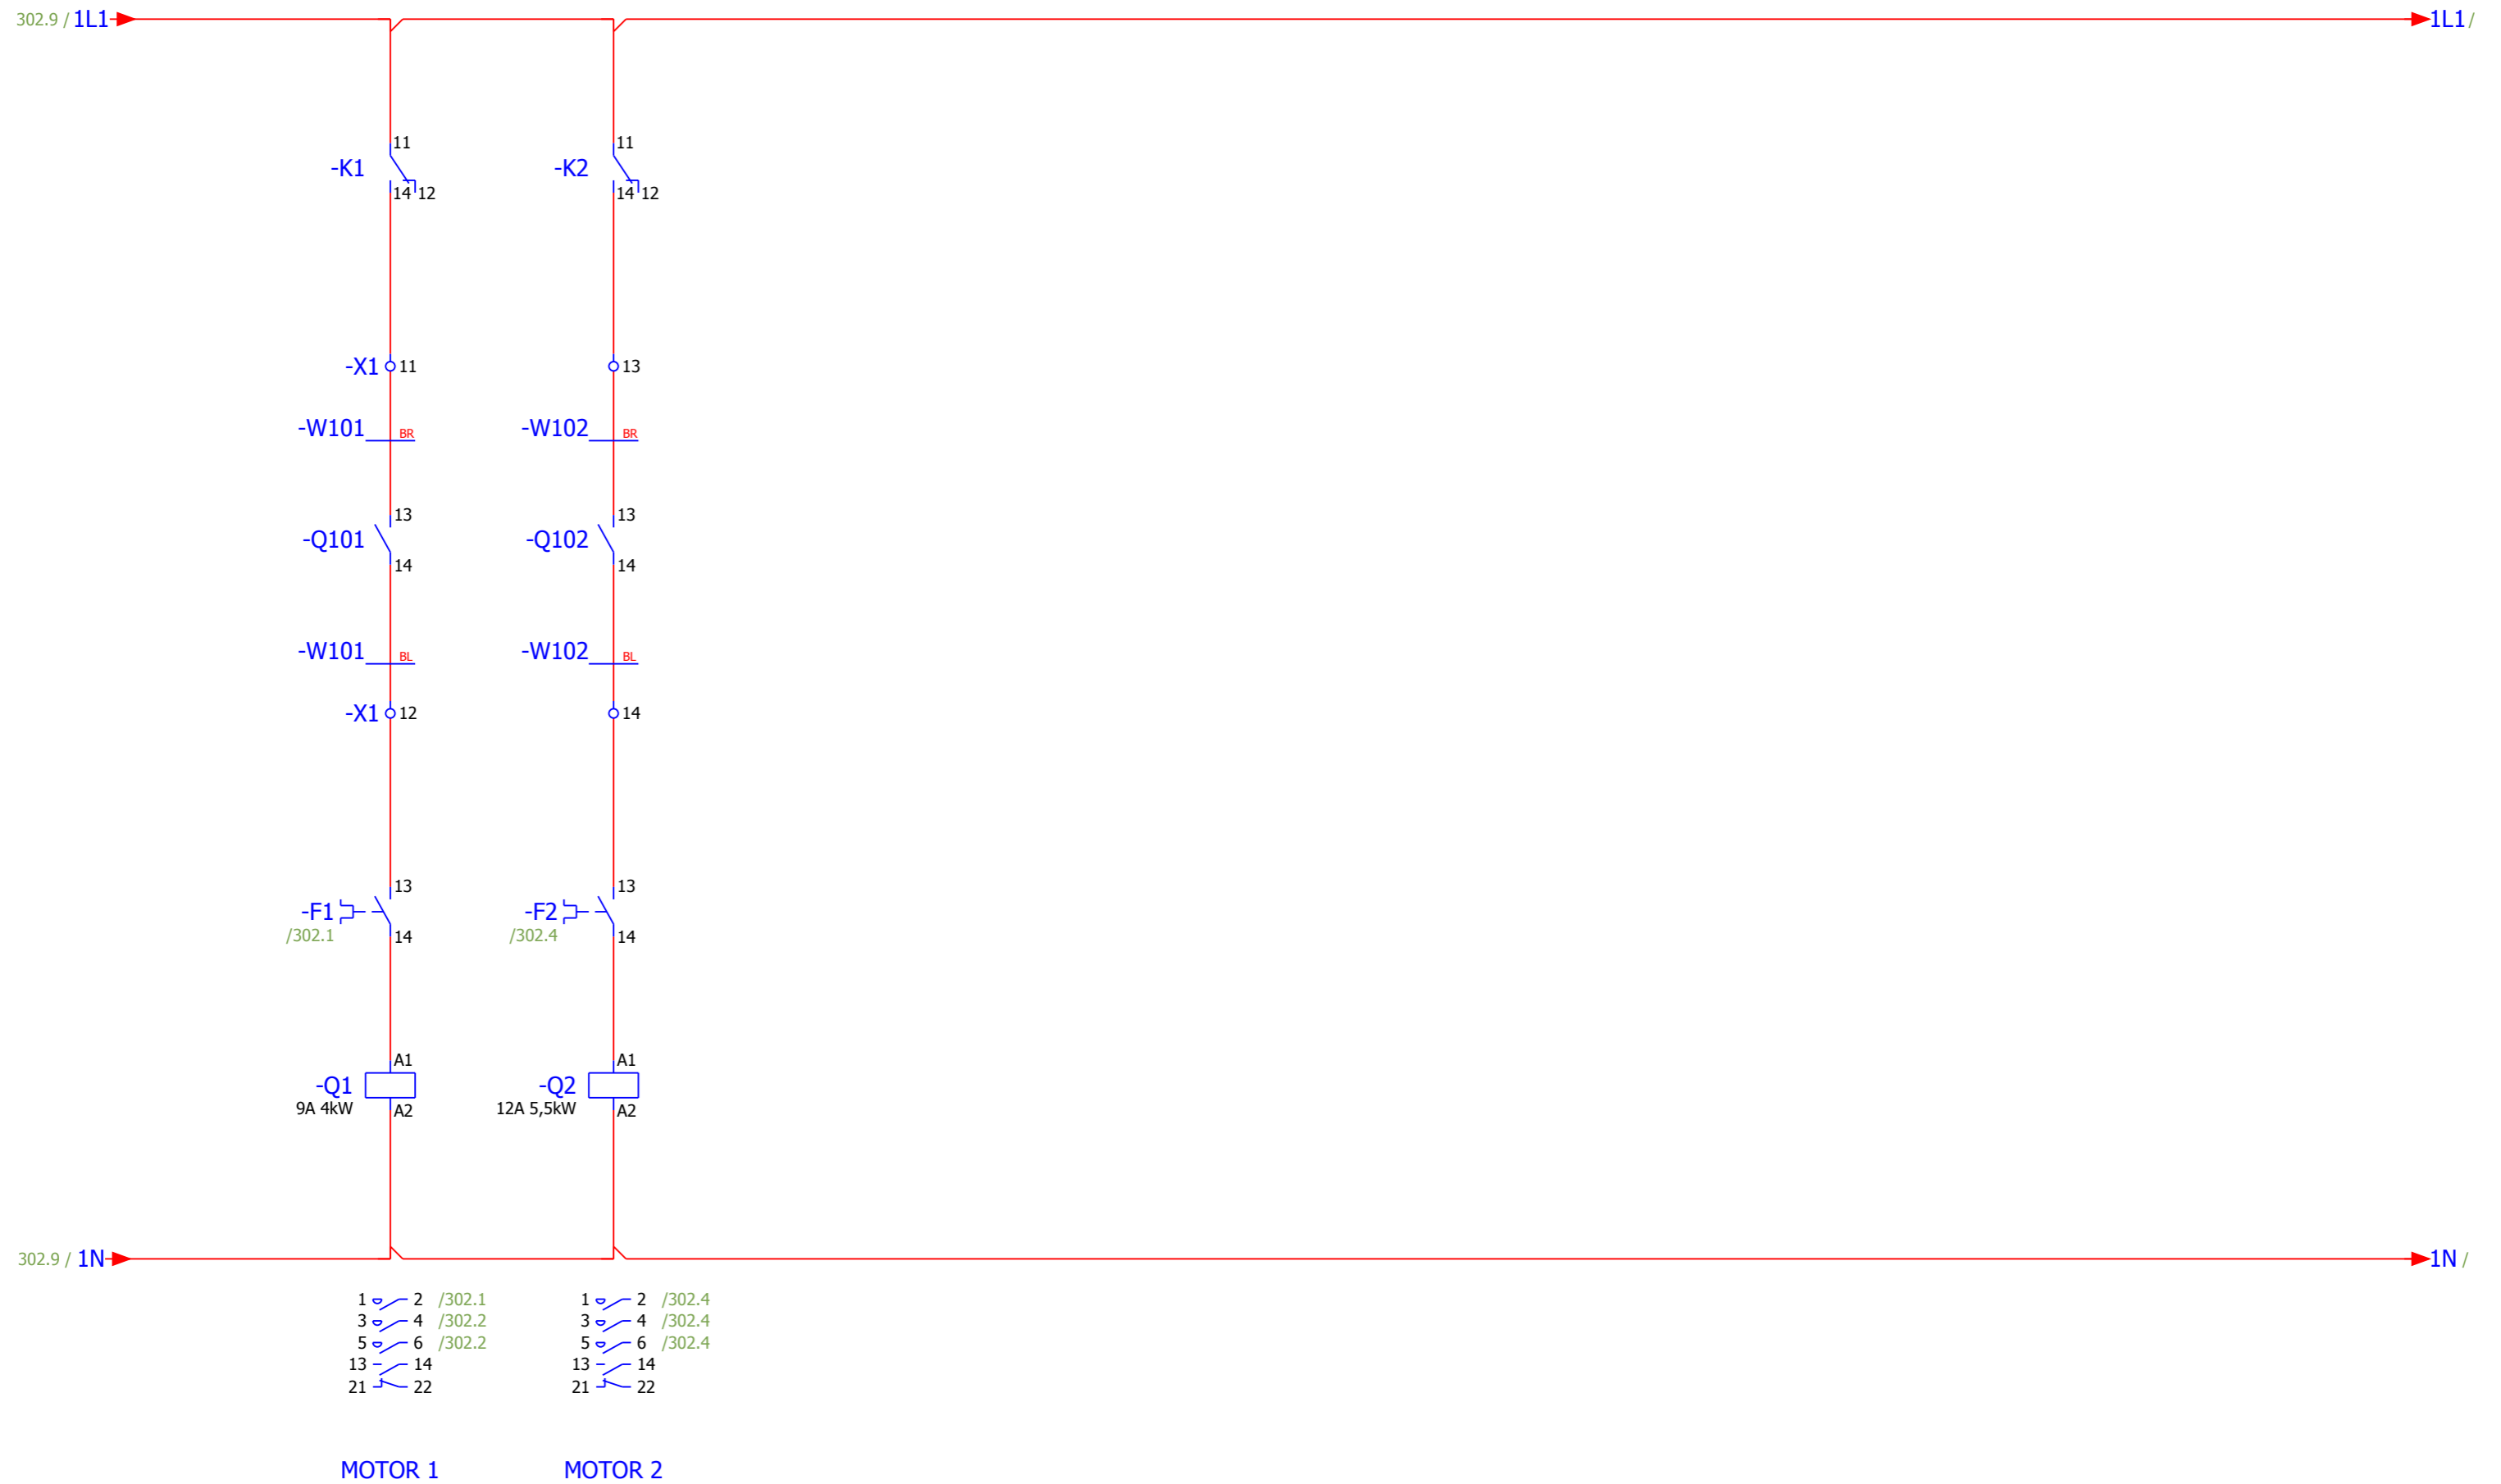 302.9 / 1L1 1L1 /
11 11
-K1 -K2
14 12 14 12
-X1 11 13
-W101 BR -W102 BR
13 13
-Q101 -Q102
14 14
-W101 BL -W102 BL
-X1 12 14
13 13
-F1 -F2
/302.1 14 /302.4 14
A1 A1
-Q1 -Q2
9A 4kW A2 12A 5,5kW A2
302.9 / 1N 1N /
1 2 /302.1 1 2 /302.4
3 4 /302.2 3 4 /302.4
5 6 /302.2 5 6 /302.4
13 14 13 14
21 22 21 22
MOTOR 1 MOTOR 2